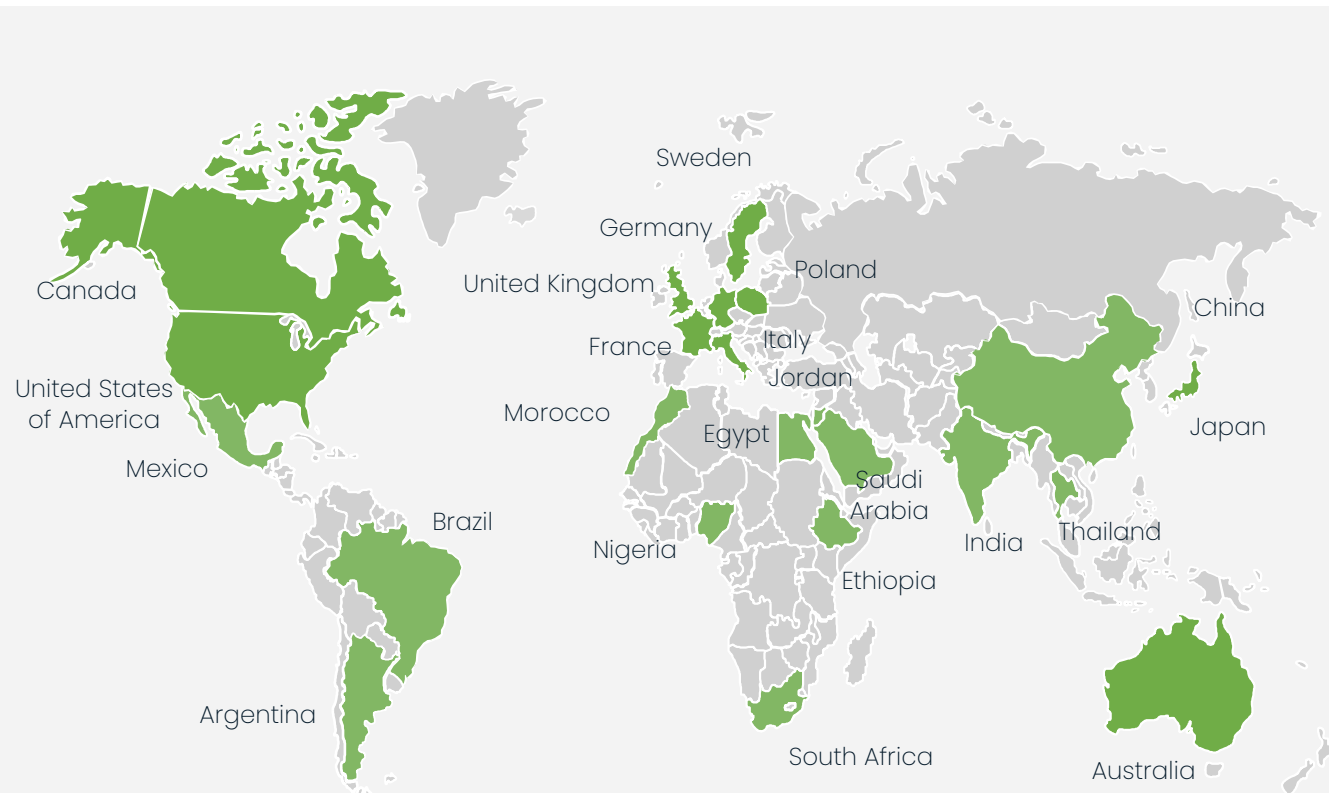 Sweden
Germany
Poland
United Kingdom
Canada
China
Italy
France
Jordan
United States
of America
Morocco
Japan
Egypt
Mexico
Saudi
Arabia
Brazil
Thailand
India
Nigeria
Ethiopia
Argentina
South Africa
Australia